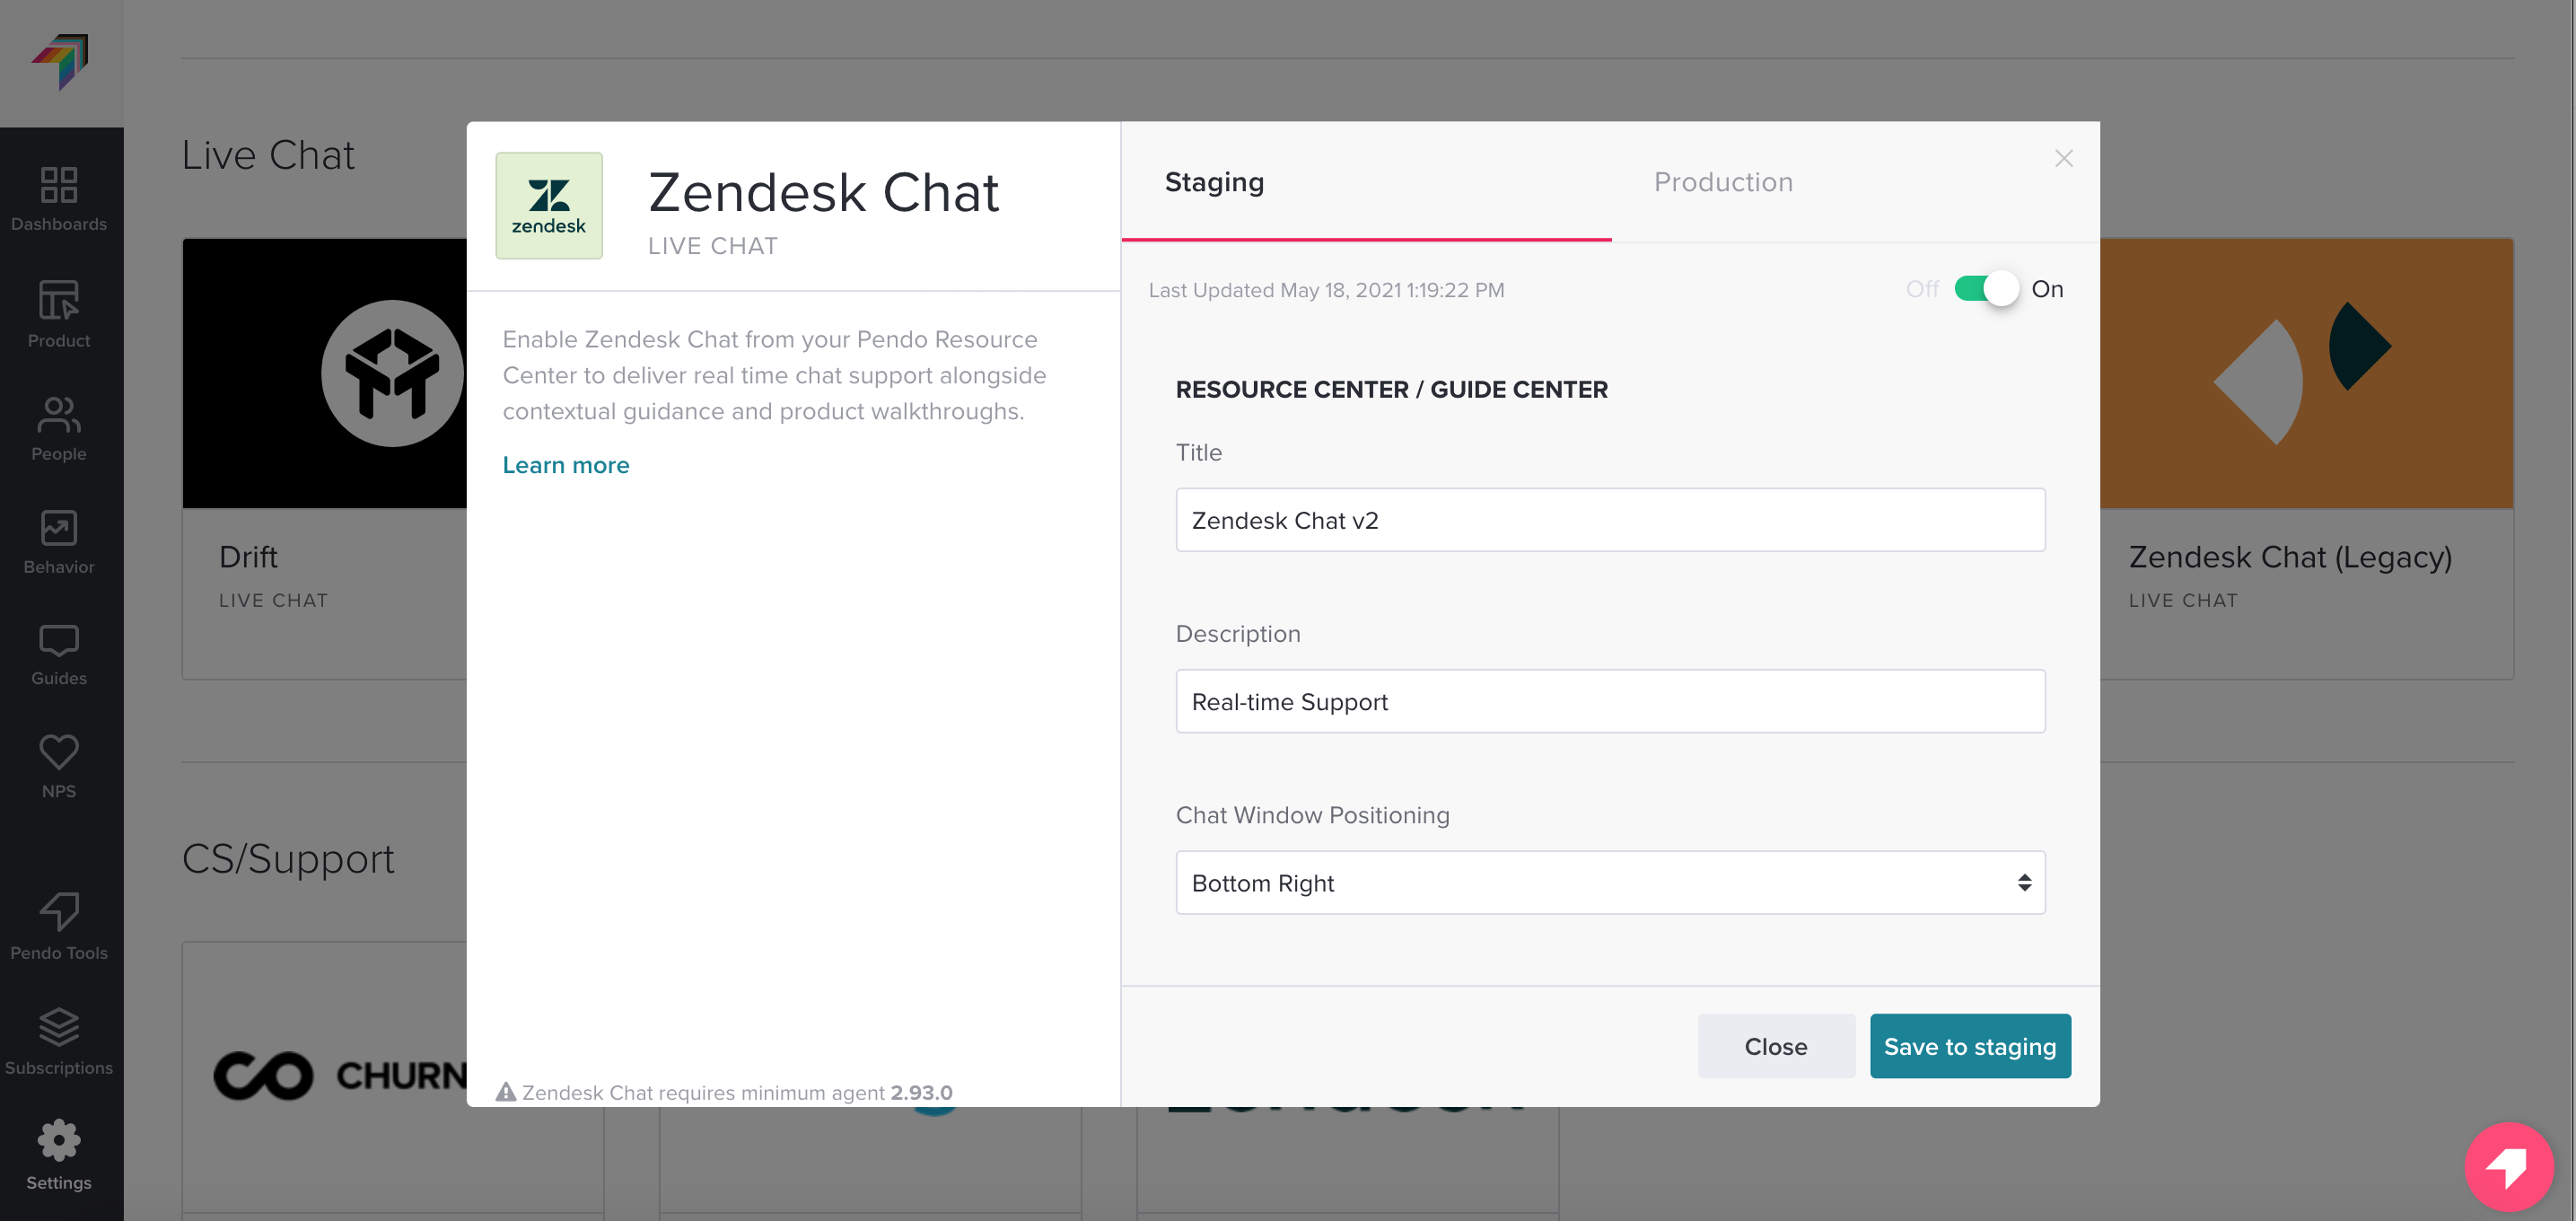 Dashboards
Product
People
Behavior
Guides
NPS
Pendo Tools
Subscriptions
Settings
Live Chat
Drift
LIVE CHAT
Zendesk Chat (Legacy)
LIVE CHAT
CS/Support
CHURN
zendesk
Zendesk Chat
LIVE CHAT
Enable Zendesk Chat from your Pendo Resource
Center to deliver real time chat support alongside
contextual guidance and product walkthroughs.
Learn more
Zendesk Chat requires minimum agent 2.93.0
Staging
Production
Last Updated May 18, 2021 1:19:22 PM
Off
On
RESOURCE CENTER / GUIDE CENTER
Title
Zendesk Chat v2
Description
Real-time Support
Chat Window Positioning
Bottom Right
Close
Save to staging